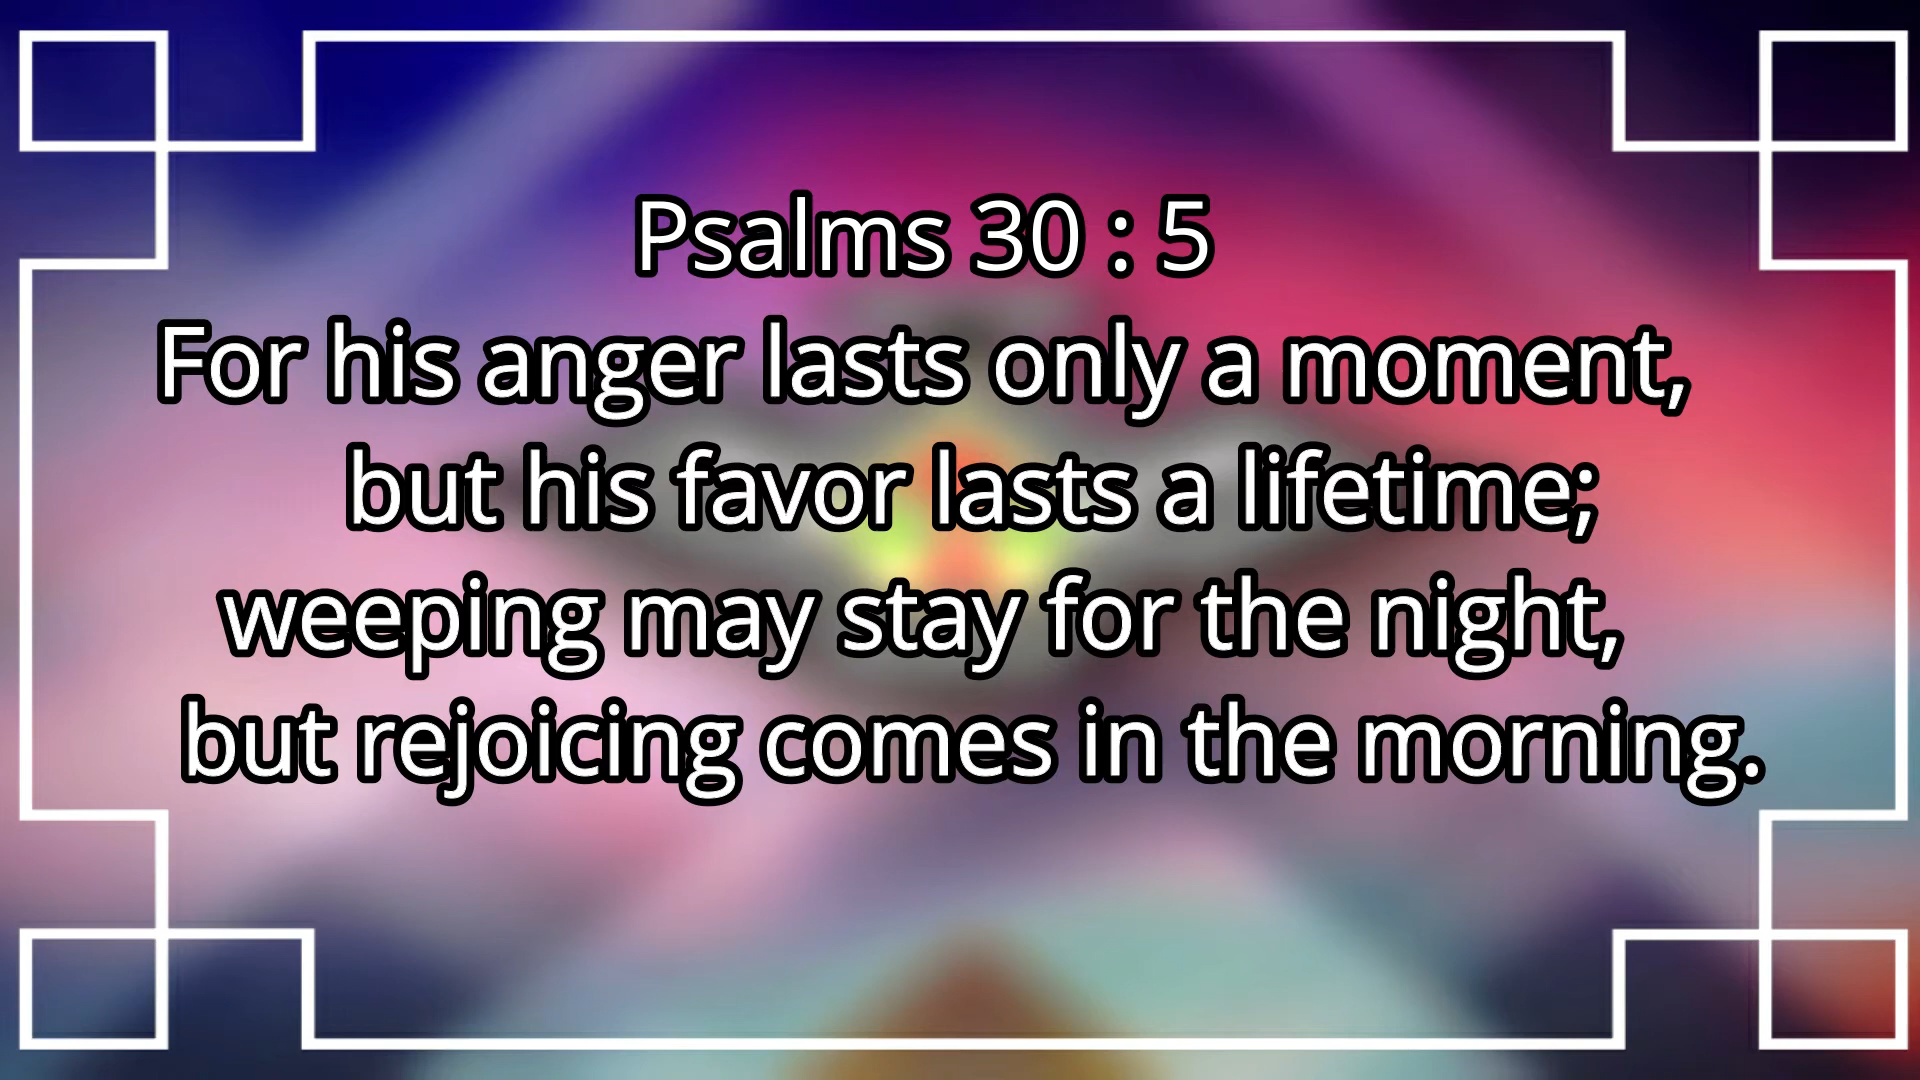 Psalms 30 : 5
For his anger lasts only a moment,
but his favor lasts a lifetime;
weeping may stay for the night,
but rejoicing comes in the morning.